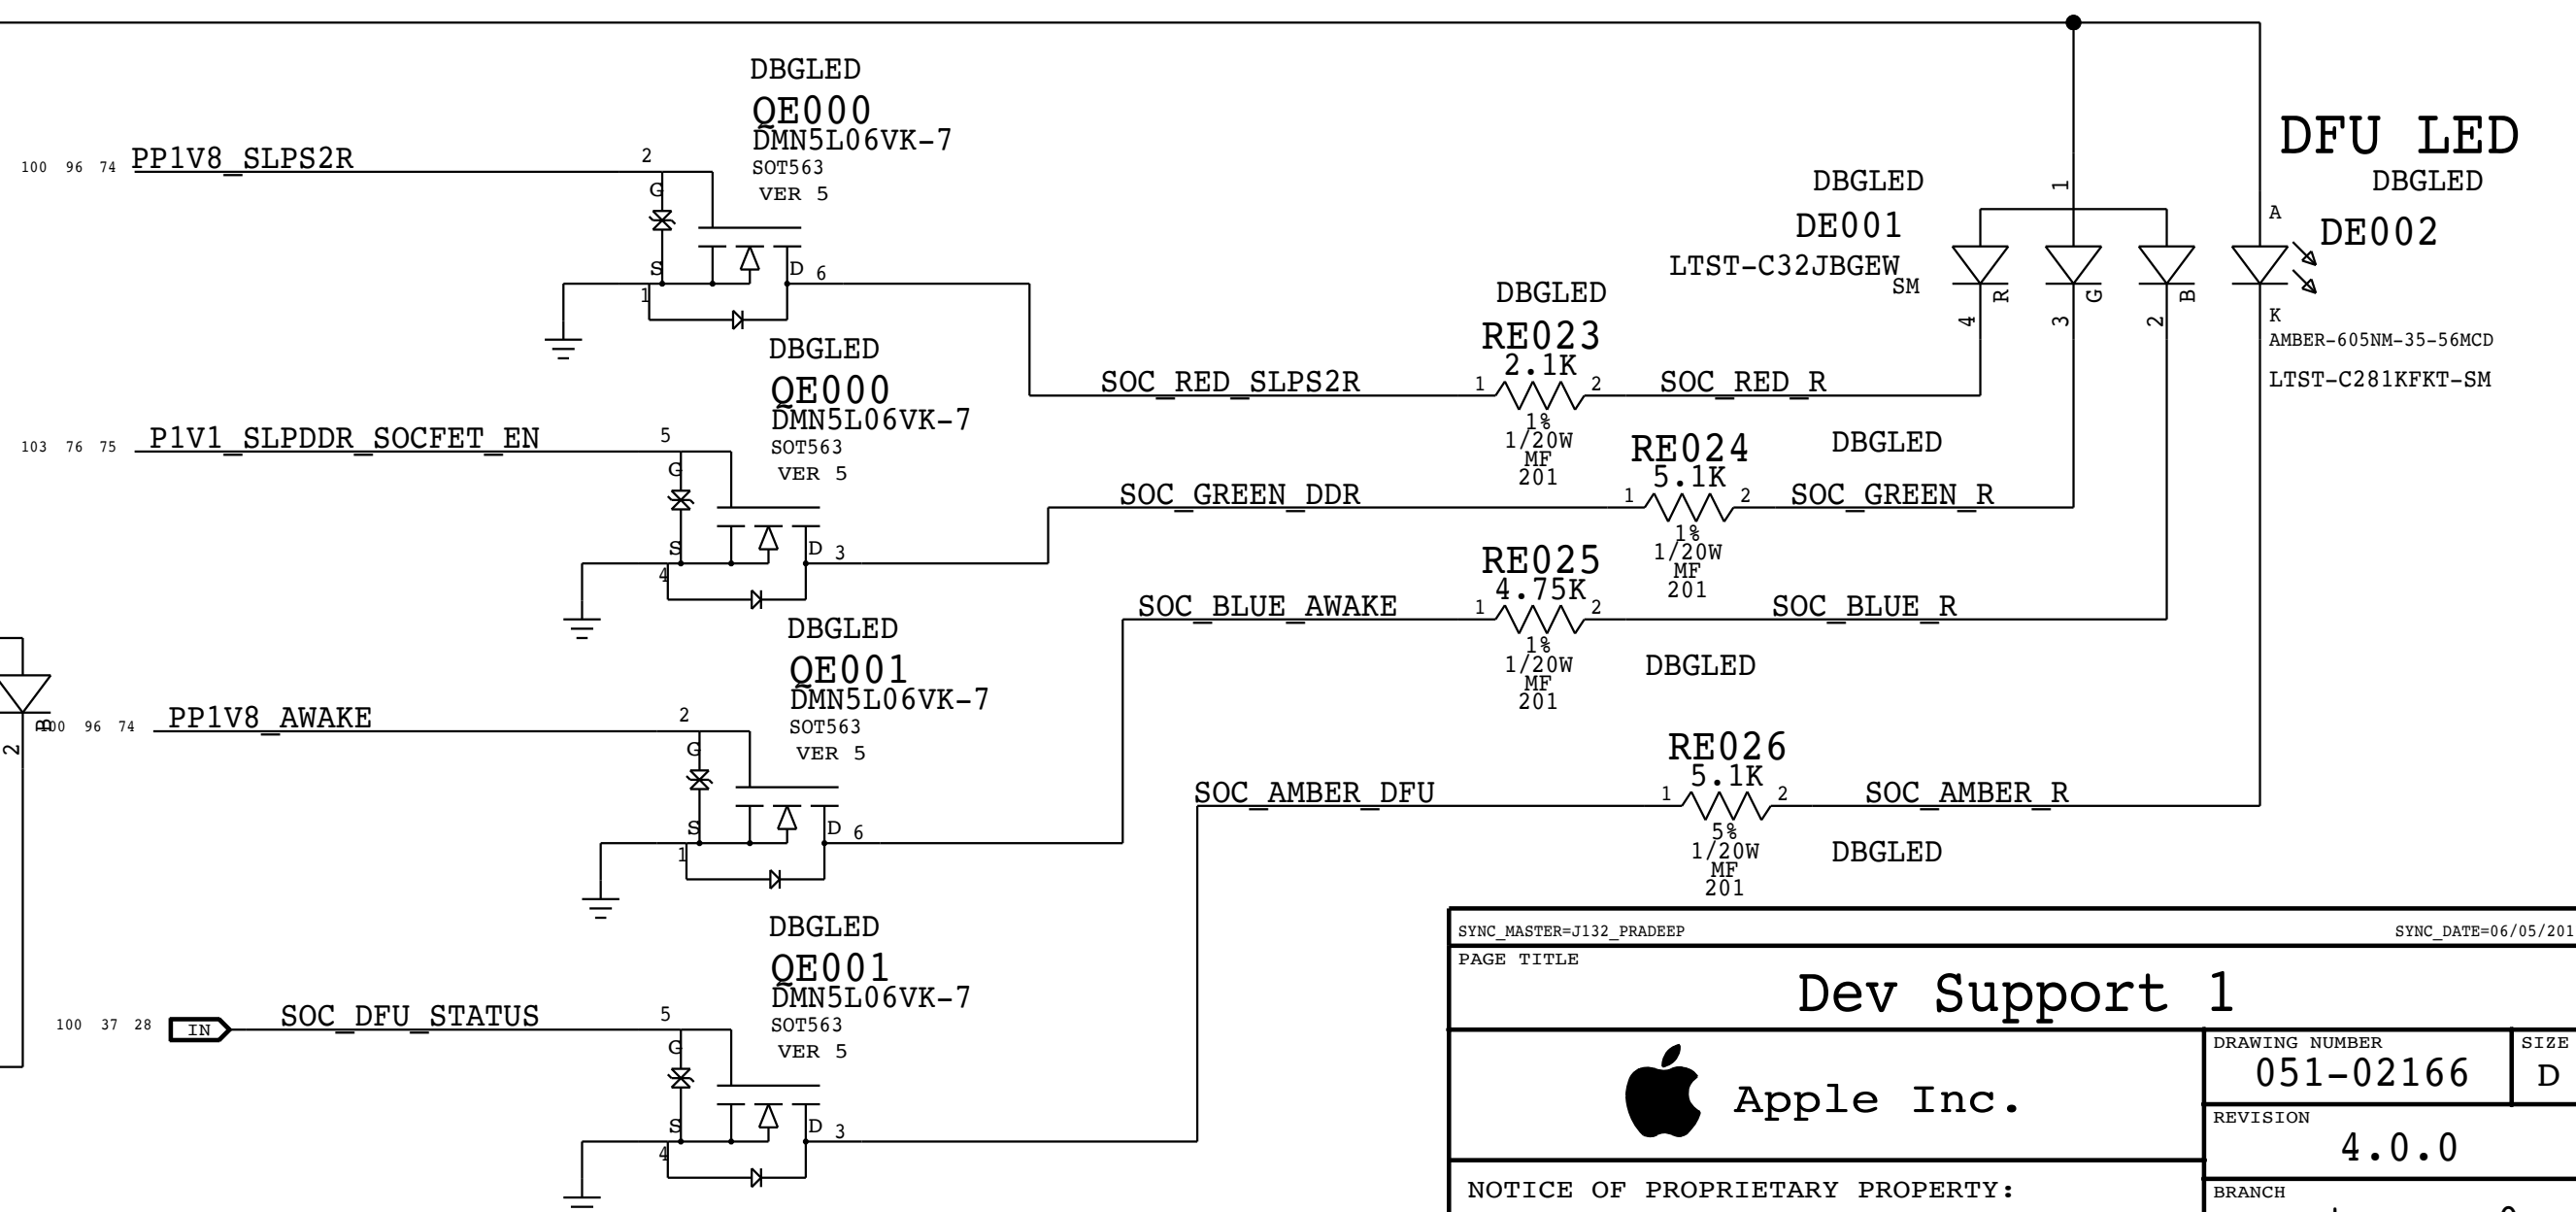 DBGLED
QE000
DMN5L06VK-7
SOT563
VER 5
100 96 74 PP1V8_SLPS2R
2
G
S
1
D 6
DFU LED
DBGLED
DE002
A
K
AMBER-605NM-35-56MCD
LTST-C281KFKT-SM
DBGLED
DE001
LTST-C32JBGEW
SM
1
R
G
B
4
3
2
DBGLED
RE023
2.1K
SOC_RED_SLPS2R 1 2 SOC_RED_R
1%
1/20W
MF
201
DBGLED
QE000
DMN5L06VK-7
SOT563
VER 5
103 76 75 P1V1_SLPDDR_SOCFET_EN
5
G
S
4
D 3
RE024
DBGLED
5.1K
SOC_GREEN_DDR 1 2 SOC_GREEN_R
1%
1/20W
MF
201
RE025
4.75K
SOC_BLUE_AWAKE 1 2 SOC_BLUE_R
1%
1/20W
MF
201
DBGLED
DBGLED
QE001
DMN5L06VK-7
SOT563
VER 5
B
2
100 96 74 PP1V8_AWAKE
2
G
S
1
D 6
RE026
5.1K
SOC_AMBER_DFU 1 2 SOC_AMBER_R
5%
1/20W
MF
201
DBGLED
DBGLED
QE001
DMN5L06VK-7
SOT563
VER 5
100 37 28 IN SOC_DFU_STATUS
5
G
S
4
D 3
SYNC_MASTER=J132_PRADEEP
SYNC_DATE=06/05/201
PAGE TITLE
Dev Support 1
Apple Inc.
DRAWING NUMBER
051-02166
SIZE
D
REVISION
4.0.0
NOTICE OF PROPRIETARY PROPERTY:
BRANCH